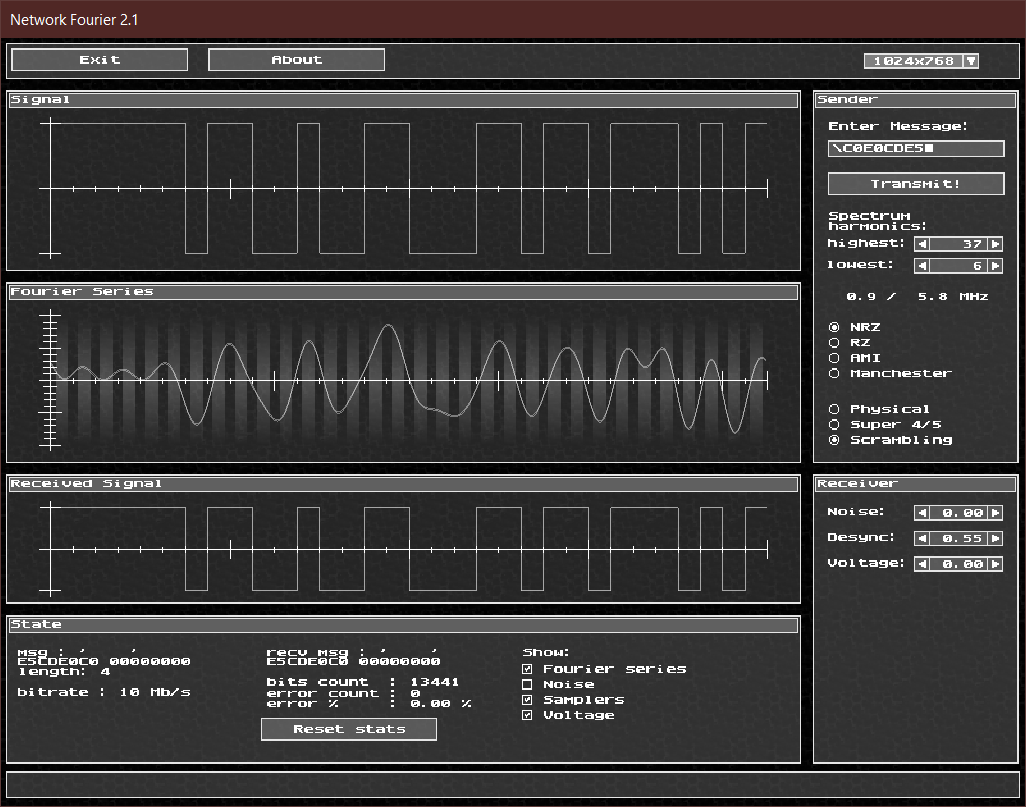 Network Fourier 2.1
Exit
About
1024x768
Signal
Sender
Enter Message:
\C0E0CDE5
Transmit!
Spectrum
harmonics:
highest: 37
lowest: 6
0.9 / 5.8 MHz
NRZ
RZ
AMI
Manchester
Physical
Super 4/5
Scrambling
Fourier Series
Received Signal
Receiver
Noise: 0.00
Desync: 0.55
Voltage: 0.00
State
msg : ' '
E5CDE0C0 00000000
length: 4
bitrate : 10 Mb/s
recv msg : ' '
E5CDE0C0 00000000
bits count : 13441
error count : 0
error % : 0.00 %
Reset stats
Show:
Fourier series
Noise
Samplers
Voltage